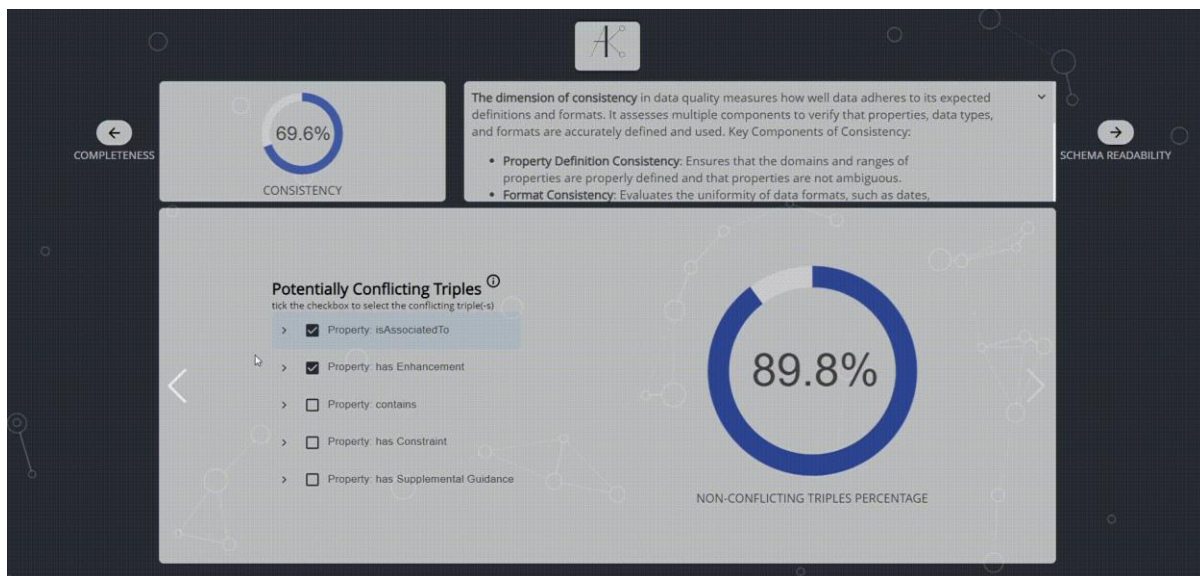 69.6%
CONSISTENCY
The dimension of consistency in data quality measures how well data adheres to its expected
definitions and formats. It assesses multiple components to verify that properties, data types,
and formats are accurately defined and used. Key Components of Consistency:
• Property Definition Consistency: Ensures that the domains and ranges of
properties are properly defined and that properties are not ambiguous.
• Format Consistency: Evaluates the uniformity of data formats, such as dates,
COMPLETENESS
SCHEMA READABILITY
Potentially Conflicting Triples
tick the checkbox to select the conflicting triple(-s)
Property: isAssociatedTo
Property: has Enhancement
Property: contains
Property: has Constraint
Property: has Supplemental Guidance
89.8%
NON-CONFLICTING TRIPLES PERCENTAGE